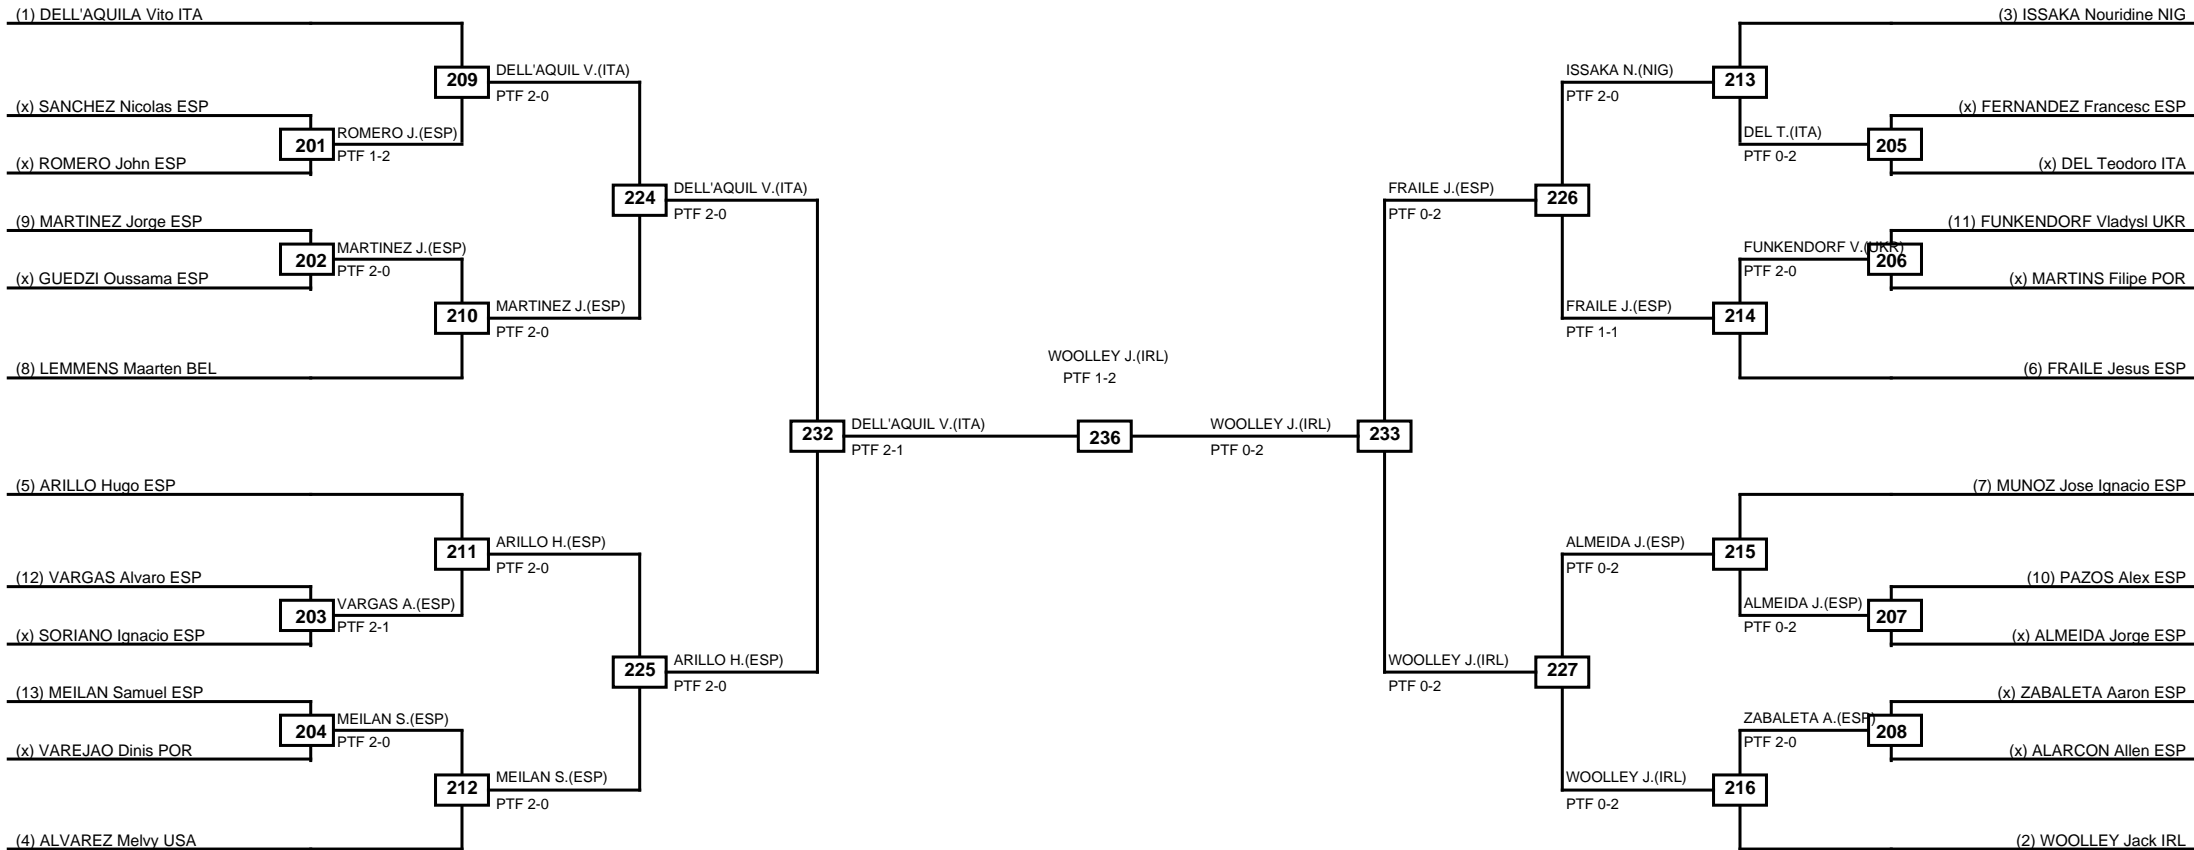 (1) DELL'AQUILA Vito ITA
(x) SANCHEZ Nicolas ESP
(x) ROMERO John ESP
(9) MARTINEZ Jorge ESP
(x) GUEDZI Oussama ESP
(8) LEMMENS Maarten BEL
(5) ARILLO Hugo ESP
(12) VARGAS Alvaro ESP
(x) SORIANO Ignacio ESP
(13) MEILAN Samuel ESP
(x) VAREJAO Dinis POR
(4) ALVAREZ Melvy USA
201
ROMERO J.(ESP)
PTF 1-2
202
MARTINEZ J.(ESP)
PTF 2-0
203
VARGAS A.(ESP)
PTF 2-1
204
MEILAN S.(ESP)
PTF 2-0
209
DELL'AQUIL V.(ITA)
PTF 2-0
210
MARTINEZ J.(ESP)
PTF 2-0
211
ARILLO H.(ESP)
PTF 2-0
212
MEILAN S.(ESP)
PTF 2-0
224
DELL'AQUIL V.(ITA)
PTF 2-0
225
ARILLO H.(ESP)
PTF 2-0
232
DELL'AQUIL V.(ITA)
PTF 2-1
WOOLLEY J.(IRL)
PTF 1-2
236
WOOLLEY J.(IRL)
PTF 0-2
233
FRAILE J.(ESP)
PTF 0-2
226
WOOLLEY J.(IRL)
PTF 0-2
227
ISSAKA N.(NIG)
PTF 2-0
213
FRAILE J.(ESP)
PTF 1-1
214
ALMEIDA J.(ESP)
PTF 0-2
215
WOOLLEY J.(IRL)
PTF 0-2
216
DEL T.(ITA)
PTF 0-2
205
FUNKENDORF V.(UKR)
PTF 2-0
206
ALMEIDA J.(ESP)
PTF 0-2
207
ZABALETA A.(ESP)
PTF 2-0
208
(3) ISSAKA Nouridine NIG
(x) FERNANDEZ Francesc ESP
(x) DEL Teodoro ITA
(11) FUNKENDORF Vladysl UKR
(x) MARTINS Filipe POR
(6) FRAILE Jesus ESP
(7) MUNOZ Jose Ignacio ESP
(10) PAZOS Alex ESP
(x) ALMEIDA Jorge ESP
(x) ZABALETA Aaron ESP
(x) ALARCON Allen ESP
(2) WOOLLEY Jack IRL